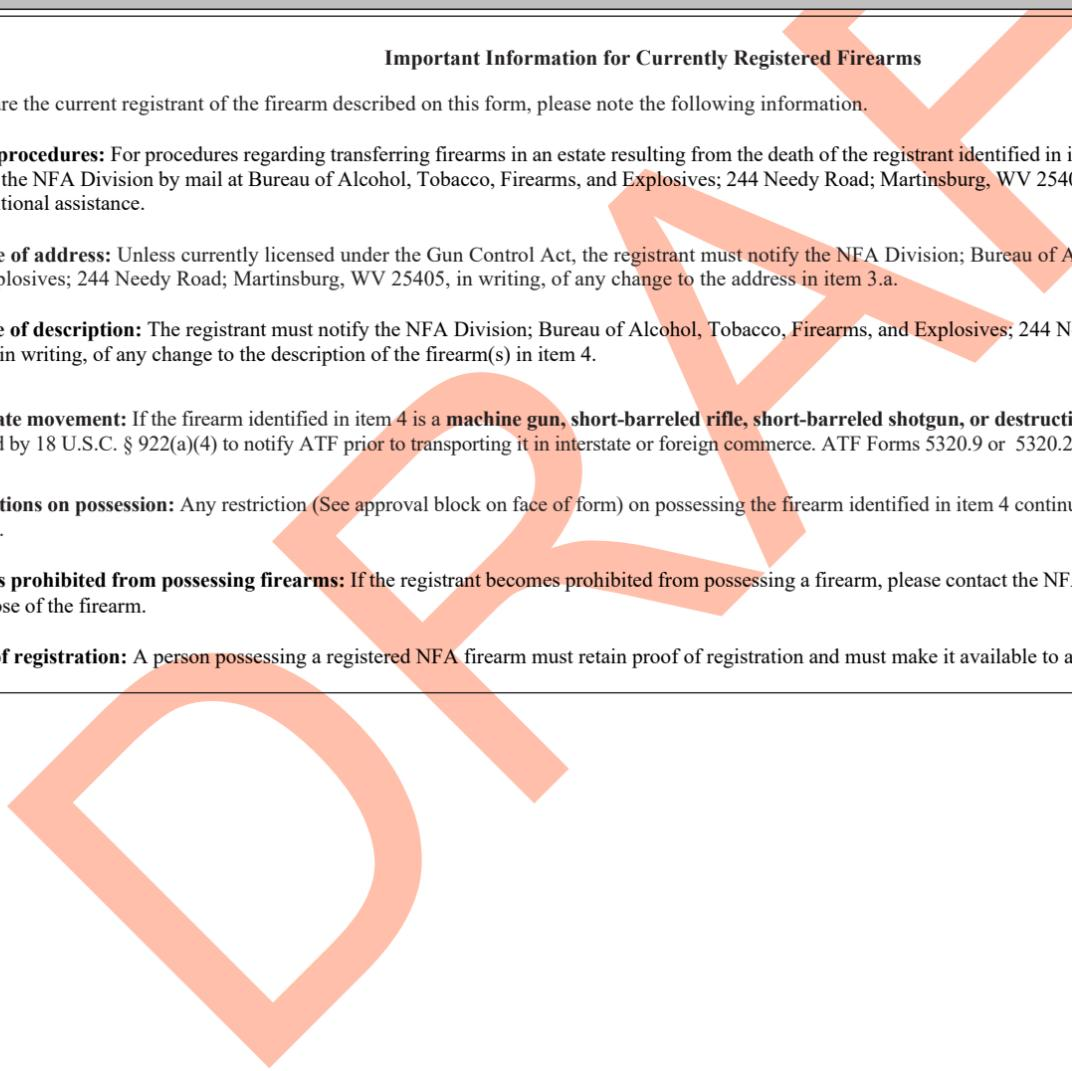 Important Information for Currently Registered Firearms
re the current registrant of the firearm described on this form, please note the following information.
procedures: For procedures regarding transferring firearms in an estate resulting from the death of the registrant identified in i
the NFA Division by mail at Bureau of Alcohol, Tobacco, Firearms, and Explosives; 244 Needy Road; Martinsburg, WV 2540
tional assistance.
e of address: Unless currently licensed under the Gun Control Act, the registrant must notify the NFA Division; Bureau of A
plosives; 244 Needy Road; Martinsburg, WV 25405, in writing, of any change to the address in item 3.a.
e of description: The registrant must notify the NFA Division; Bureau of Alcohol, Tobacco, Firearms, and Explosives; 244 N
in writing, of any change to the description of the firearm(s) in item 4.
ate movement: If the firearm identified in item 4 is a machine gun, short-barreled rifle, short-barreled shotgun, or destructi
d by 18 U.S.C. § 922(a)(4) to notify ATF prior to transporting it in interstate or foreign commerce. ATF Forms 5320.9 or 5320.2
tions on possession: Any restriction (See approval block on face of form) on possessing the firearm identified in item 4 continu
.
s prohibited from possessing firearms: If the registrant becomes prohibited from possessing a firearm, please contact the NF
ose of the firearm.
of registration: A person possessing a registered NFA firearm must retain proof of registration and must make it available to a
DRAF